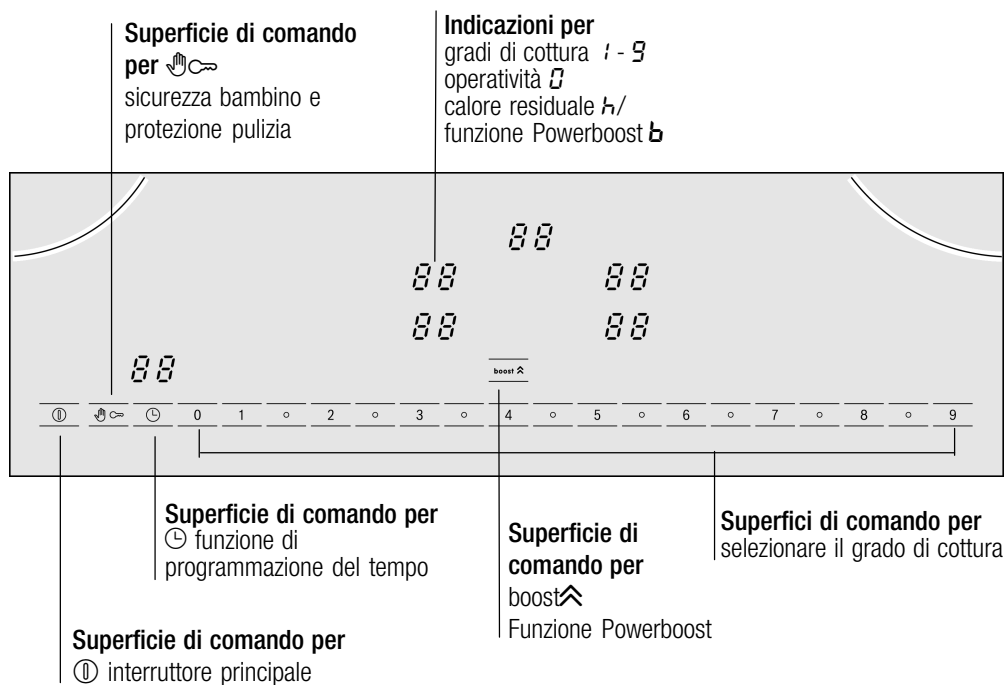 Superficie di comando
per
sicurezza bambino e
protezione pulizia
Indicazioni per
gradi di cottura 1 - 9
operatività 0
calore residuale h/
funzione Powerboost b
88
88 88
88 88
88
boost
0 1 2 3 4 5 6 7 8 9
Superficie di comando per
funzione di
programmazione del tempo
Superficie di
comando per
boost
Funzione Powerboost
Superfici di comando per
selezionare il grado di cottura
Superficie di comando per
interruttore principale